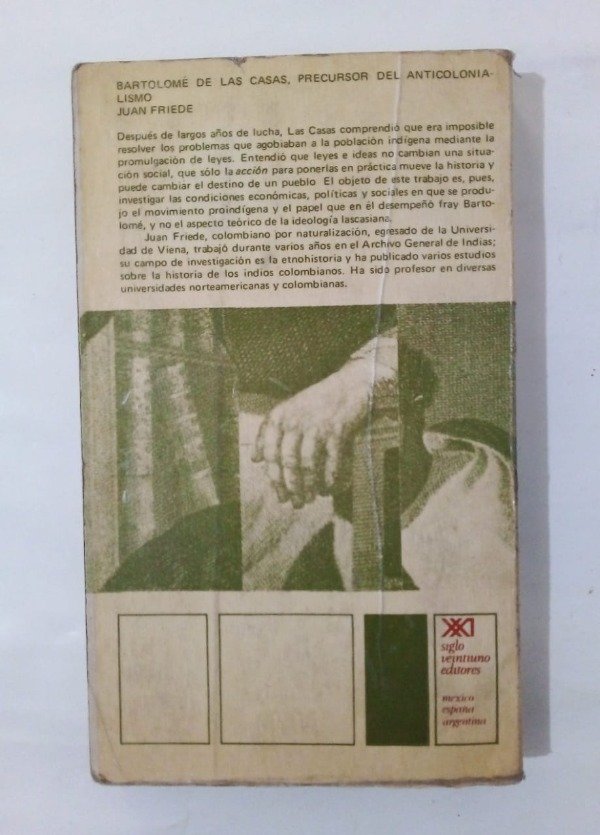 BARTOLOMÉ DE LAS CASAS, PRECURSOR DEL ANTICOLONIA-
LISMO
JUAN FRIEDE
Después de largos años de lucha, Las Casas comprendió que era imposible
resolver los problemas que agobiaban a la población indígena mediante la
promulgación de leyes. Entendió que leyes e ideas no cambian una situa-
ción social, que sólo la acción para ponerlas en práctica mueve la historia y
puede cambiar el destino de un pueblo. El objeto de este trabajo es, pues,
investigar las condiciones económicas, políticas y sociales en que se produ-
jo el movimiento proindígena y el papel que en él desempeñó fray Barto-
lomé, y no el aspecto teórico de la ideología lascasiana.
Juan Friede, colombiano por naturalización, egresado de la Universi-
dad de Viena, trabajó durante varios años en el Archivo General de Indias;
su campo de investigación es la etnohistoria y ha publicado varios estudios
sobre la historia de los indios colombianos. Ha sido profesor en diversas
universidades norteamericanas y colombianas.
siglo
veintiuno
editores
mexico
españa
argentina